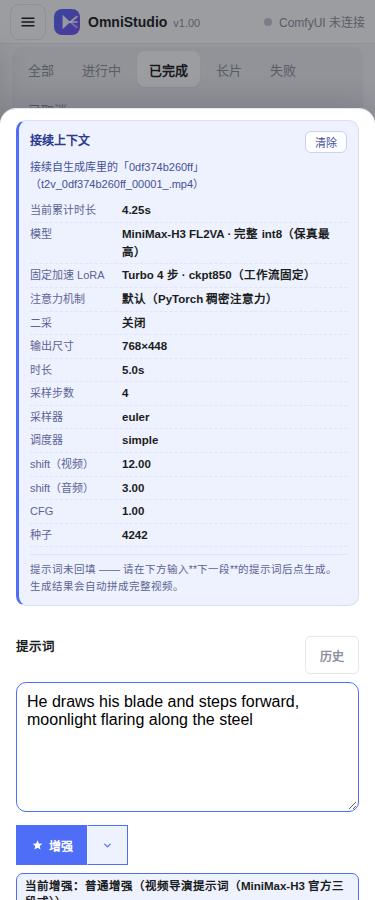 OmniStudio v1.00
ComfyUI 未连接
全部 进行中 已完成 长片 失败
接续上下文
清除
接续自生成库里的「0df374b260ff」
（t2v_0df374b260ff_00001_.mp4）
当前累计时长 4.25s
模型 MiniMax-H3 FL2VA · 完整 int8（保真最
高）
固定加速 LoRA Turbo 4 步 · ckpt850（工作流固定）
注意力机制 默认（PyTorch 稠密注意力）
二采 关闭
输出尺寸 768×448
时长 5.0s
采样步数 4
采样器 euler
调度器 simple
shift（视频） 12.00
shift（音频） 3.00
CFG 1.00
种子 4242
提示词未回填 —— 请在下方输入**下一段**的提示词后点生成。
生成结果会自动拼成完整视频。
提示词
历史
He draws his blade and steps forward,
moonlight flaring along the steel
增强
当前增强：普通增强（视频导演提示词（MiniMax-H3 官方三